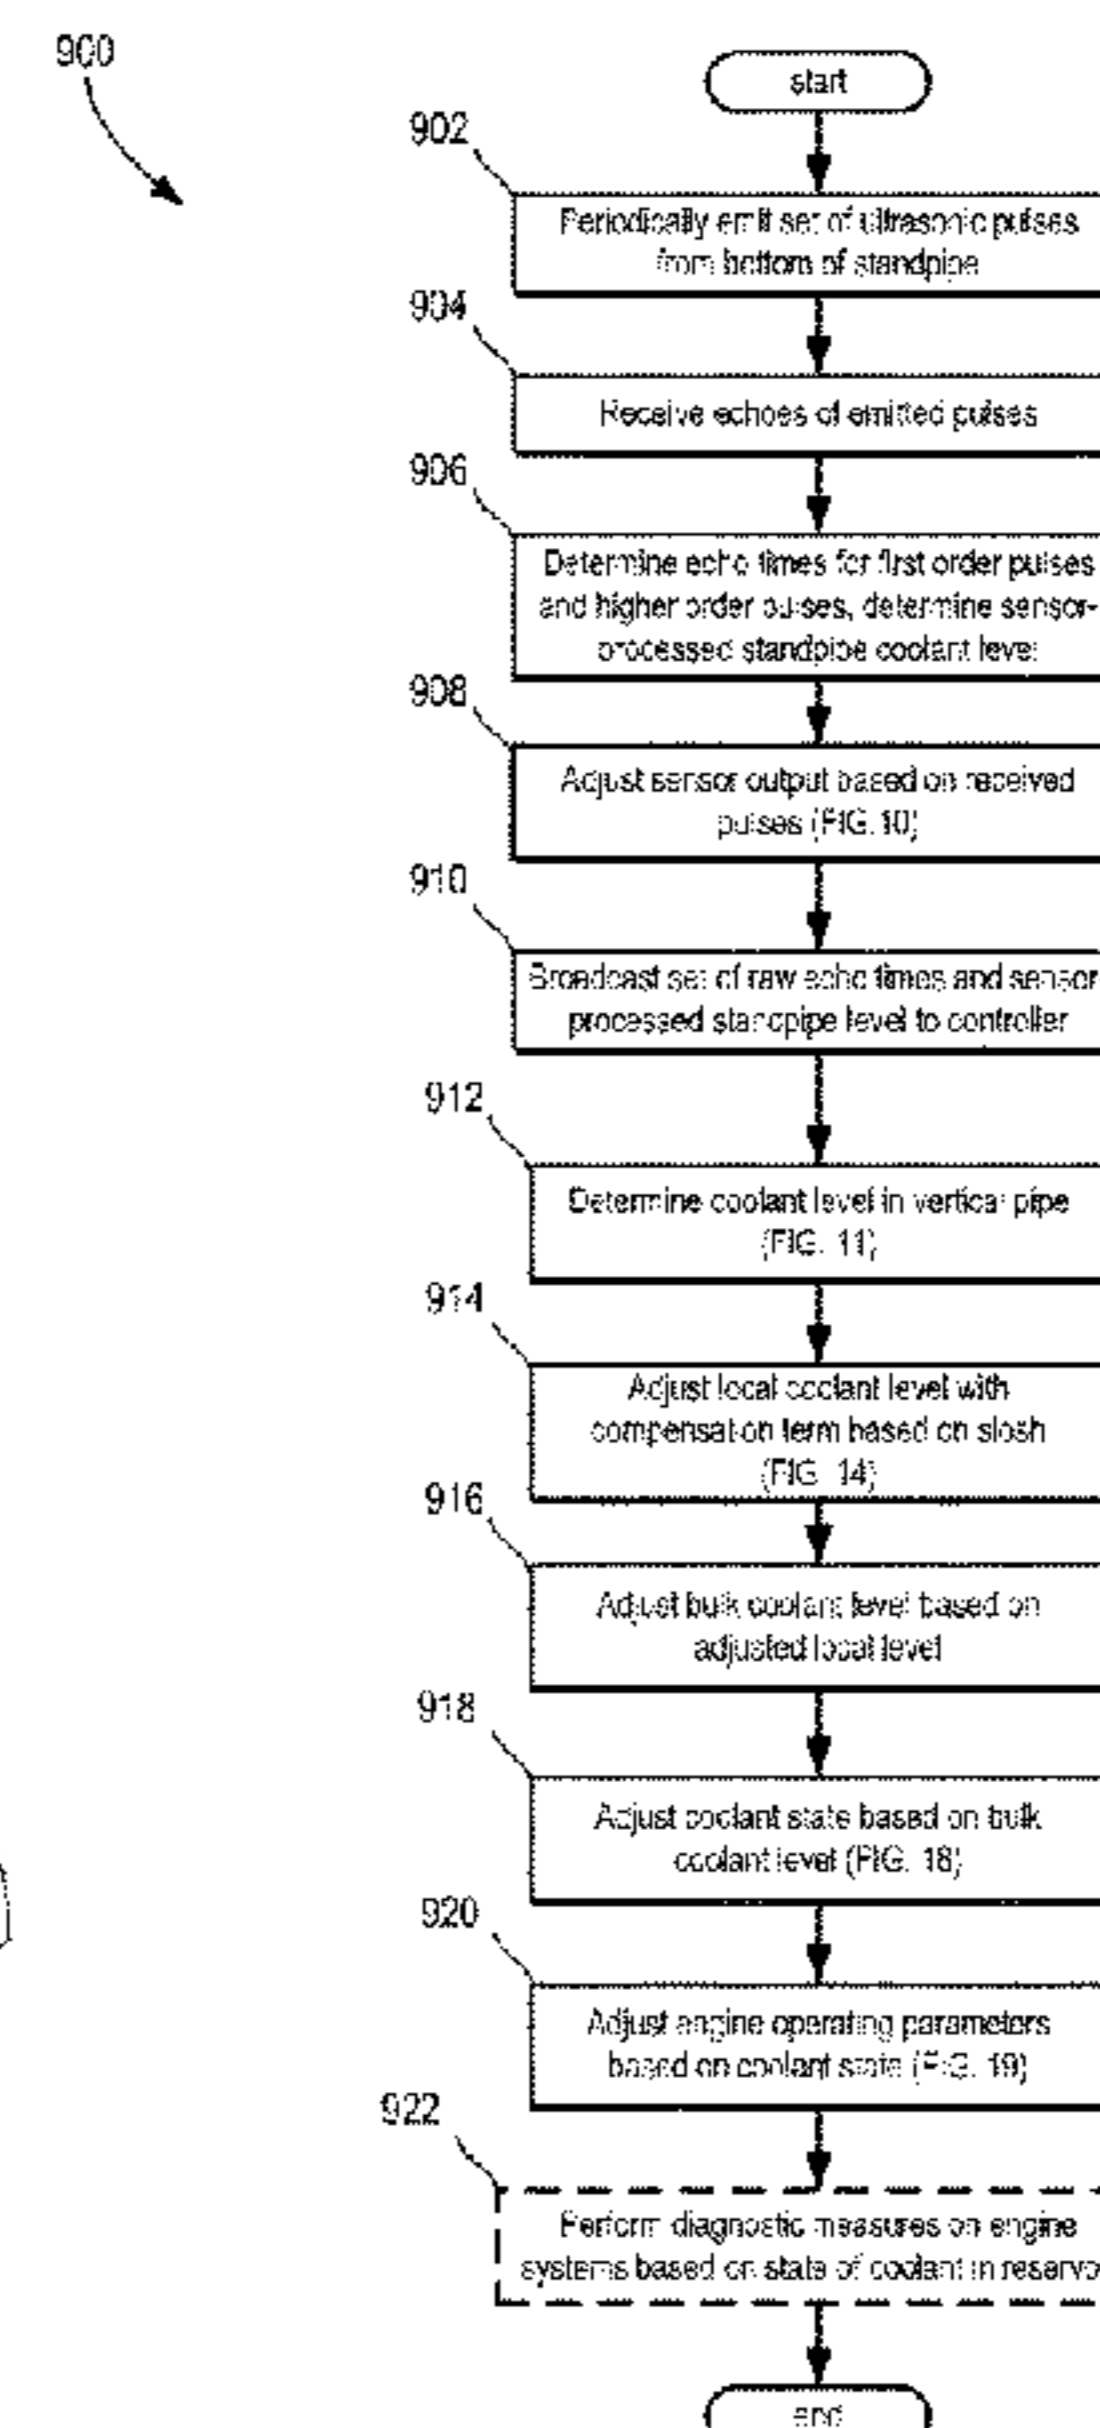 900
start
902
Periodically emit set of ultrasonic pulses
from bottom of standpipe
904
Receive echoes of emitted pulses
906
Determine echo times for first order pulses
and higher order pulses, determine sensor-
processed standpipe coolant level
908
Adjust sensor output based on received
pulses (FIG. 10)
910
Broadcast set of raw echo times and sensor-
processed standpipe level to controller
912
Determine coolant level in vertical pipe
(FIG. 11)
914
Adjust local coolant level with
compensation term based on slosh
(FIG. 14)
916
Adjust bulk coolant level based on
adjusted local level
918
Adjust coolant state based on bulk
coolant level (FIG. 18)
920
Adjust engine operating parameters
based on coolant state (FIG. 19)
922
Perform diagnostic measures on engine
systems based on state of coolant in reservo
end